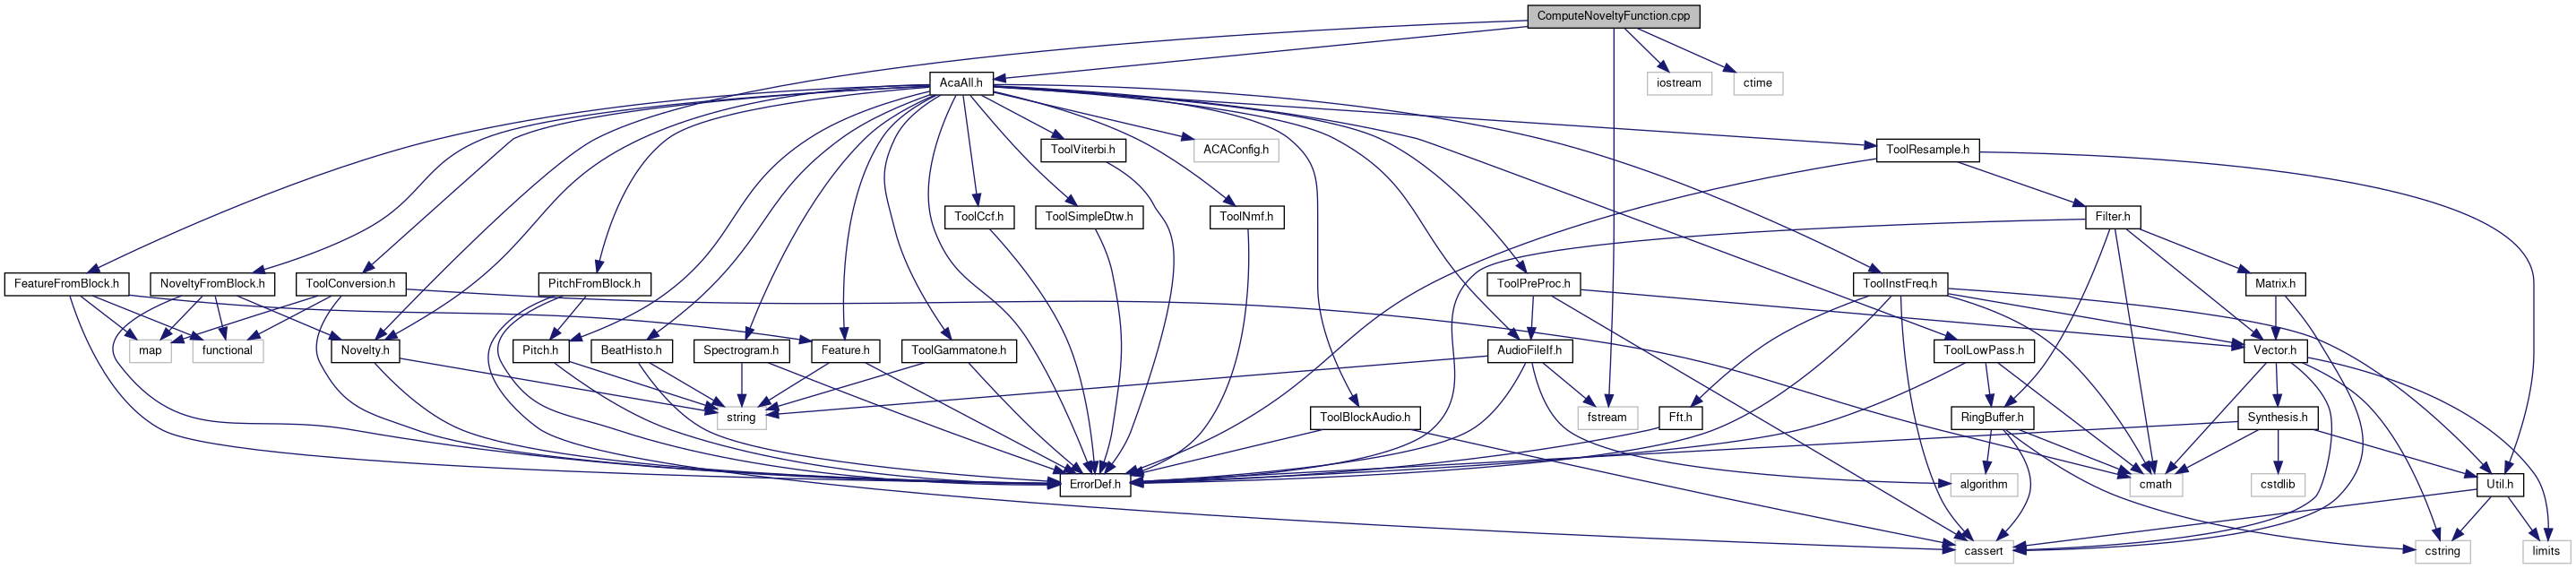 ComputeNoveltyFunction.cpp
AcaAll.h
iostream
ctime
ToolViterbi.h
ACAConfig.h
ToolResample.h
ToolCcf.h
ToolSimpleDtw.h
ToolNmf.h
Filter.h
FeatureFromBlock.h
NoveltyFromBlock.h
ToolConversion.h
PitchFromBlock.h
ToolPreProc.h
ToolInstFreq.h
Matrix.h
map
functional
Novelty.h
Pitch.h
BeatHisto.h
Spectrogram.h
Feature.h
ToolGammatone.h
AudioFileIf.h
ToolLowPass.h
Vector.h
string
ToolBlockAudio.h
fstream
Fft.h
RingBuffer.h
Synthesis.h
ErrorDef.h
algorithm
cmath
cstdlib
Util.h
cassert
cstring
limits